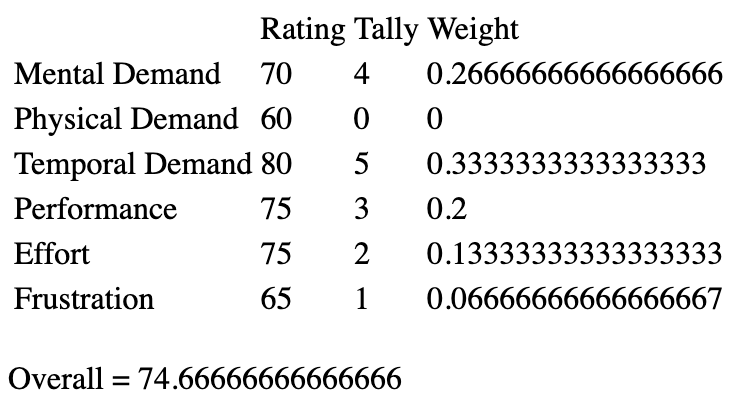 Rating Tally Weight
Mental Demand 70 4 0.26666666666666666
Physical Demand 60 0 0
Temporal Demand 80 5 0.3333333333333333
Performance 75 3 0.2
Effort 75 2 0.13333333333333333
Frustration 65 1 0.06666666666666667
Overall = 74.66666666666666